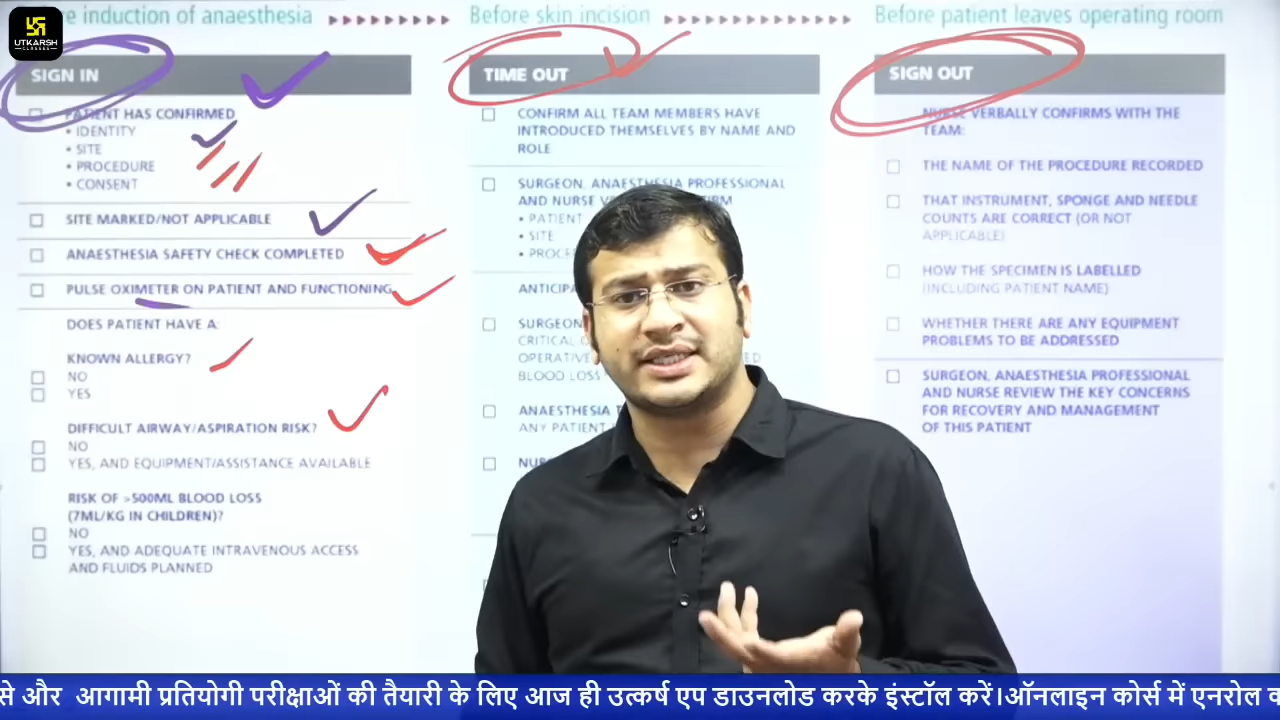 UTKARSH
CLASSES
induction of anaesthesia
Before skin incision
Before patient leaves operating room
SIGN IN
PATIENT HAS CONFIRMED
• IDENTITY
• SITE
• PROCEDURE
• CONSENT
SITE MARKED/NOT APPLICABLE
ANAESTHESIA SAFETY CHECK COMPLETED
PULSE OXIMETER ON PATIENT AND FUNCTIONING
DOES PATIENT HAVE A:
KNOWN ALLERGY?
NO
YES
DIFFICULT AIRWAY/ASPIRATION RISK?
NO
YES, AND EQUIPMENT/ASSISTANCE AVAILABLE
RISK OF >500ML BLOOD LOSS
(7ML/KG IN CHILDREN)?
NO
YES, AND ADEQUATE INTRAVENOUS ACCESS
AND FLUIDS PLANNED
TIME OUT
CONFIRM ALL TEAM MEMBERS HAVE
INTRODUCED THEMSELVES BY NAME AND
ROLE
SURGEON, ANAESTHESIA PROFESSIONAL
AND NURSE
• PATIENT
• SITE
•
SURGEON
CRITICAL
OPERATIVE
BLOOD LOSS
ANAESTHESIA
ANY PATIENT
SIGN OUT
NURSE VERBALLY CONFIRMS WITH THE
TEAM:
THE NAME OF THE PROCEDURE RECORDED
THAT INSTRUMENT, SPONGE AND NEEDLE
COUNTS ARE CORRECT (OR NOT
APPLICABLE)
HOW THE SPECIMEN IS LABELLED
(INCLUDING PATIENT NAME)
WHETHER THERE ARE ANY EQUIPMENT
PROBLEMS TO BE ADDRESSED
SURGEON, ANAESTHESIA PROFESSIONAL
AND NURSE REVIEW THE KEY CONCERNS
FOR RECOVERY AND MANAGEMENT
OF THIS PATIENT
से और आगामी प्रतियोगी परीक्षाओं की तैयारी के लिए आज ही उत्कर्ष एप डाउनलोड करके इंस्टॉल करें।ऑनलाइन कोर्स में एनरोल